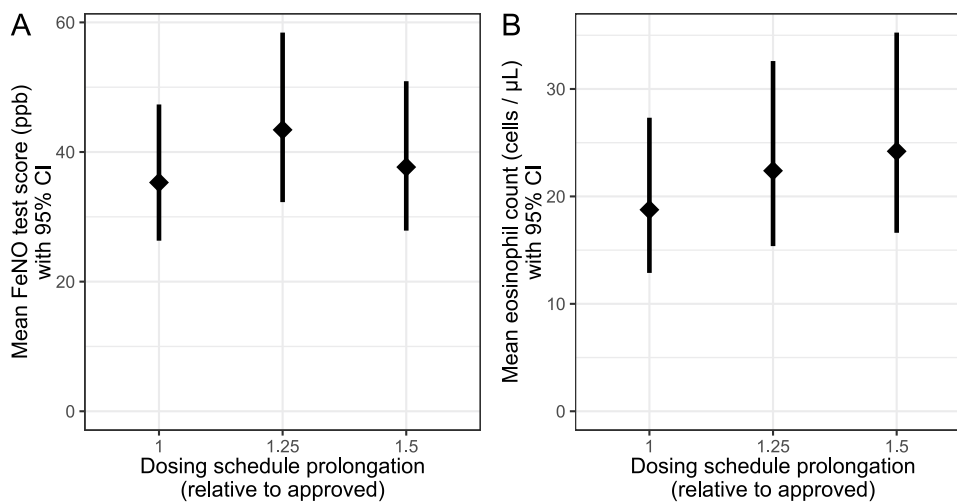 A
Mean FeNO test score (ppb)
with 95% CI
60
40
20
0
1
1.25
1.5
Dosing schedule prolongation
(relative to approved)
B
Mean eosinophil count (cells / µL)
with 95% CI
30
20
10
0
1
1.25
1.5
Dosing schedule prolongation
(relative to approved)